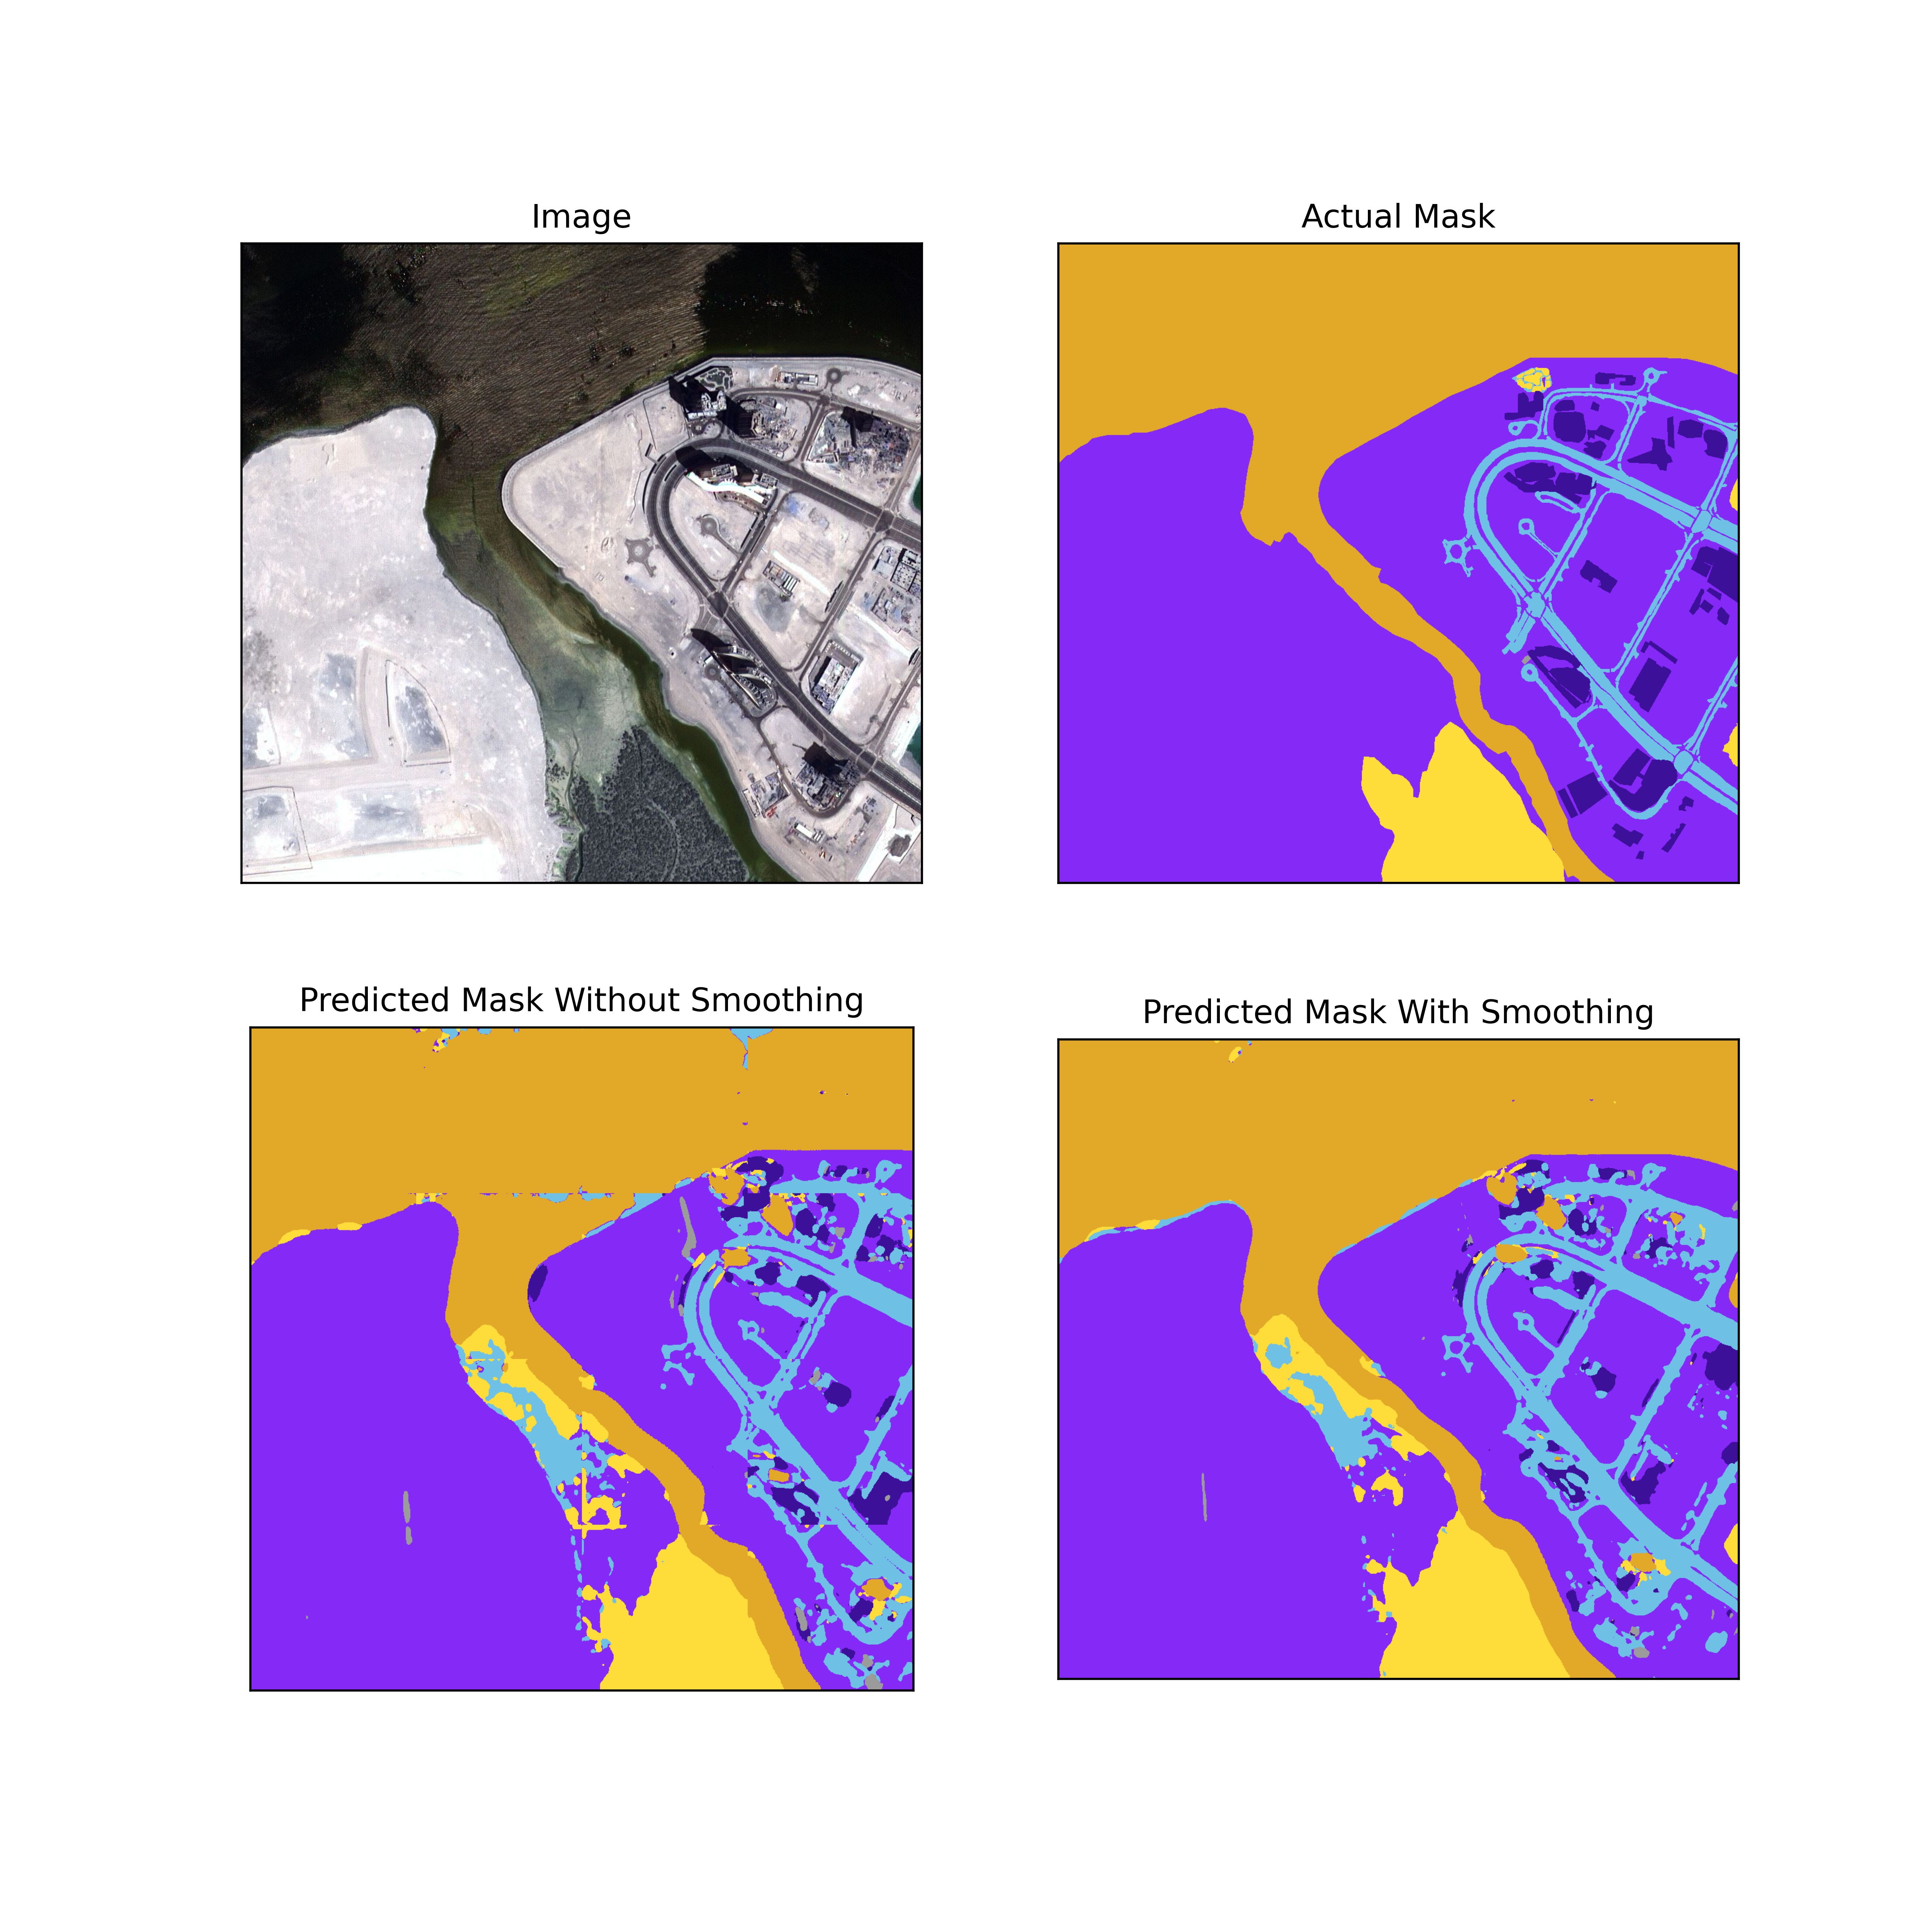 Image
Actual Mask
Predicted Mask Without Smoothing
Predicted Mask With Smoothing